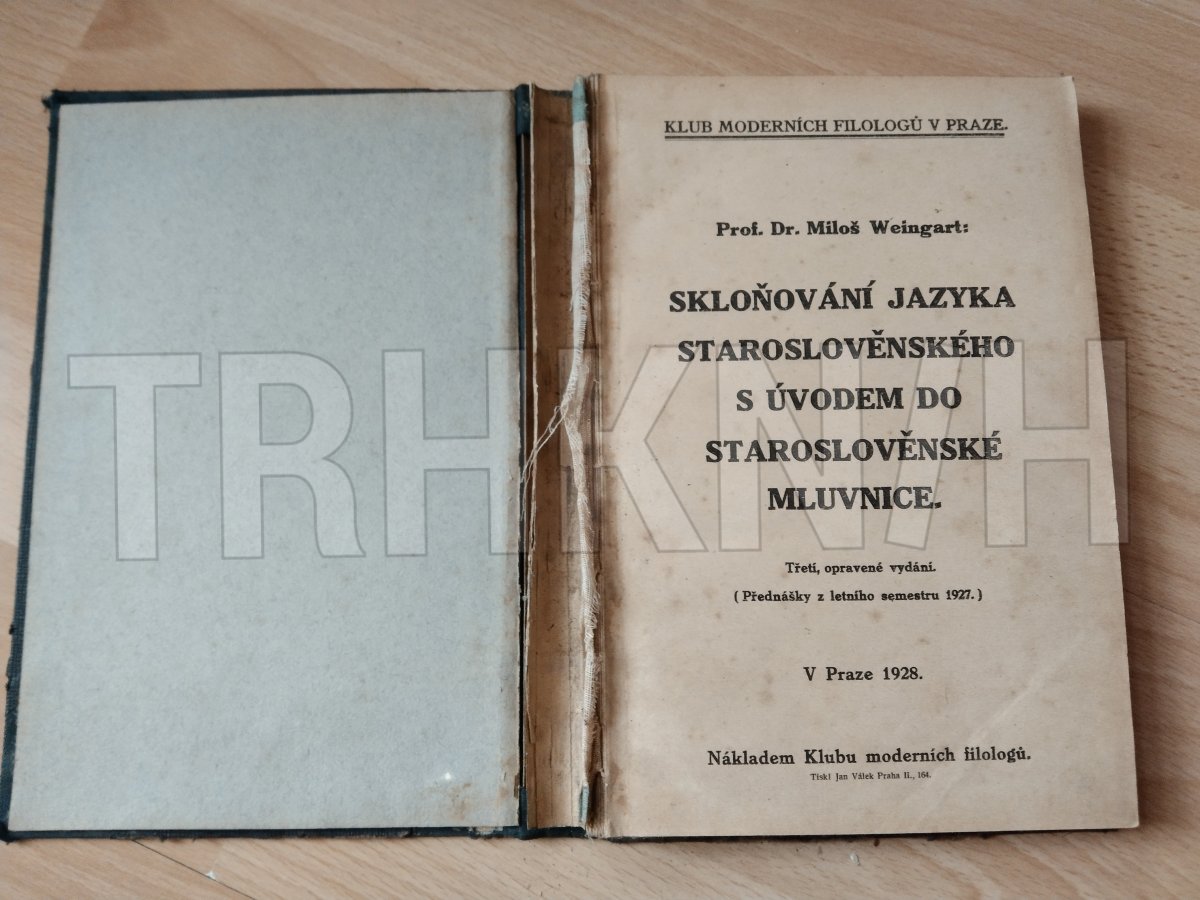 KLUB MODERNÍCH FILOLOGŮ V PRAZE.
Prof. Dr. Miloš Weingart:
SKLOŇOVÁNÍ JAZYKA
STAROSLOVĚNSKÉHO
S ÚVODEM DO
STAROSLOVĚNSKÉ
MLUVNICE.
TRHKNIH
Třetí, opravené vydání.
(Přednášky z letního semestru 1927.)
V Praze 1928.
Nákladem Klubu moderních filologů.
Tiskl Jan Válek Praha II., 164.